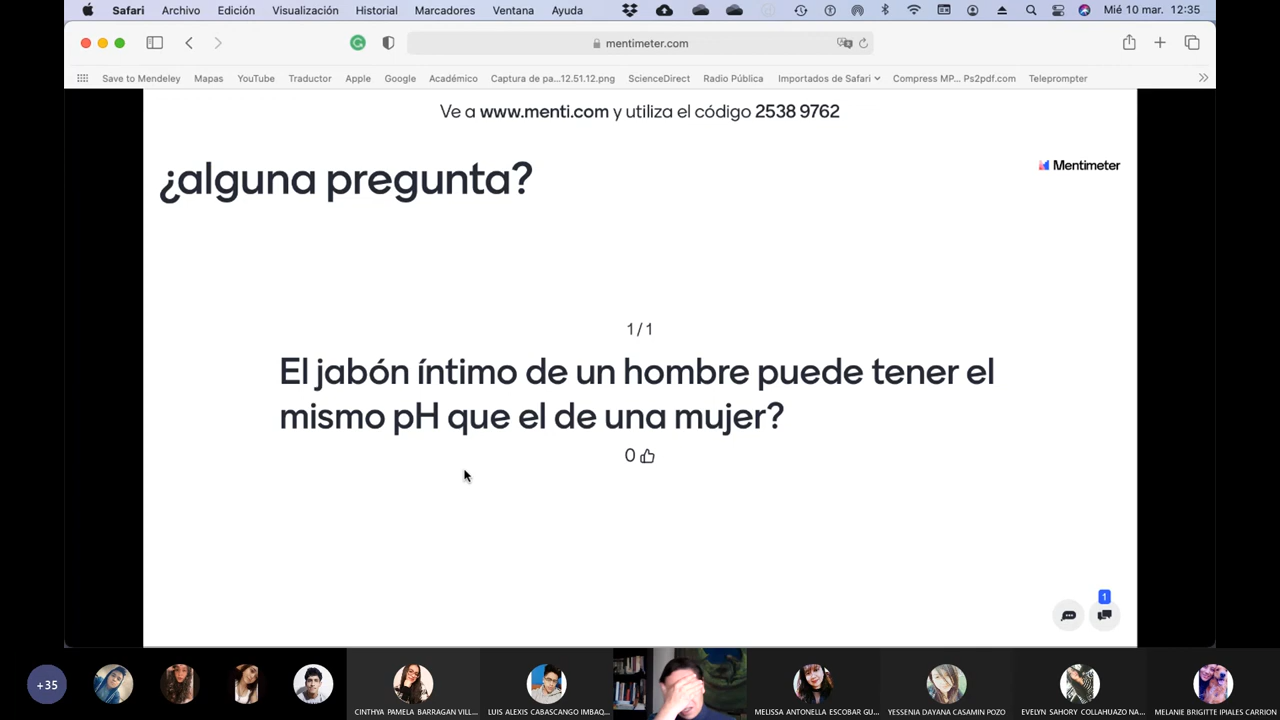 Safari Archivo Edición Visualización Historial Marcadores Ventana Ayuda Mié 10 mar. 12:35
mentimeter.com
Save to Mendeley Mapas YouTube Traductor Apple Google Académico Captura de pa...12.51.12.png ScienceDirect Radio Pública Importados de Safari Compress MP... Ps2pdf.com Teleprompter
Ve a www.menti.com y utiliza el código 2538 9762
¿alguna pregunta?
Mentimeter
1 / 1
El jabón íntimo de un hombre puede tener el
mismo pH que el de una mujer?
0
1
+35
CINTHYA PAMELA BARRAGAN VILL... LUIS ALEXIS CABASCANGO IMBAQ... MELISSA ANTONELLA ESCOBAR GU... YESSENIA DAYANA CASAMIN POZO EVELYN SAHORY COLLAHUAZO NA... MELANIE BRIGITTE IPIALES CARRION